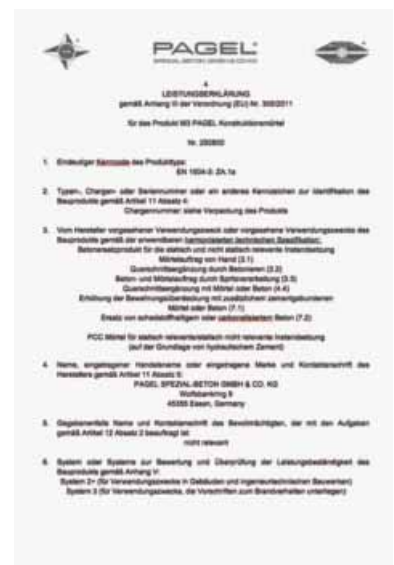 PAGEL
SPEZIAL-BETON GMBH & CO. KG
LEISTUNGSERKLÄRUNG
gemäß Anhang III der Verordnung (EU) Nr. 305/2011
für das Produkt MS PAGEL Konstruktionsmörtel
Nr. 250800
1. Eindeutiger Kenncode des Produkttyps:
EN 1504-3: ZA.1a
2. Typen-, Chargen- oder Seriennummer oder ein anderes Kennzeichen zur Identifikation des
Bauprodukts gemäß Artikel 11 Absatz 4:
Chargennummer: siehe Verpackung des Produkts
3. Vom Hersteller vorgesehener Verwendungszweck oder vorgesehene Verwendungszwecke des
Bauprodukts gemäß der anwendbaren harmonisierten technischen Spezifikation:
Betonersatzprodukt für die statisch und nicht statisch relevante Instandsetzung
Mörtelauftrag von Hand (3.1)
Querschnittsergänzung durch Betonieren (3.2)
Beton- und Mörtelauftrag durch Spritzverarbeitung (3.3)
Querschnittsergänzung mit Mörtel oder Beton (4.4)
Erhöhung der Bewehrungsüberdeckung mit zusätzlichem zementgebundenen
Mörtel oder Beton (7.1)
Ersatz von schadstoffhaltigem oder carbonatisiertem Beton (7.2)
PCC Mörtel für statisch relevante/statisch nicht relevante Instandsetzung
(auf der Grundlage von hydraulischem Zement)
4. Name, eingetragener Handelsname oder eingetragene Marke und Kontaktanschrift des
Herstellers gemäß Artikel 11 Absatz 5:
PAGEL SPEZIAL-BETON GMBH & CO. KG
Wolfsbankring 9
45355 Essen, Germany
5. Gegebenenfalls Name und Kontaktanschrift des Bevollmächtigten, der mit den Aufgaben
gemäß Artikel 12 Absatz 2 beauftragt ist:
nicht relevant
6. System oder Systeme zur Bewertung und Überprüfung der Leistungsbeständigkeit des
Bauprodukts gemäß Anhang V:
System 2+ (für Verwendungszwecke in Gebäuden und ingenieurtechnischen Bauwerken)
System 3 (für Verwendungszwecke, die Vorschriften zum Brandverhalten unterliegen)